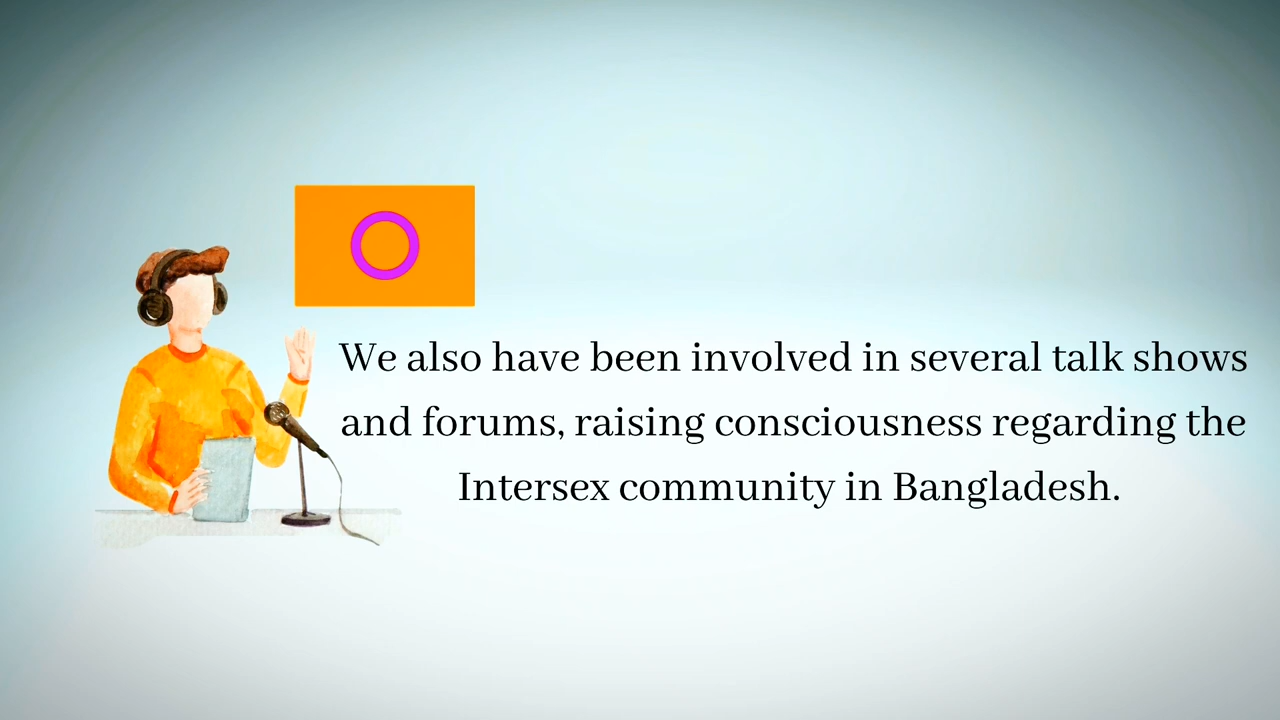 We also have been involved in several talk shows
and forums, raising consciousness regarding the
Intersex community in Bangladesh.